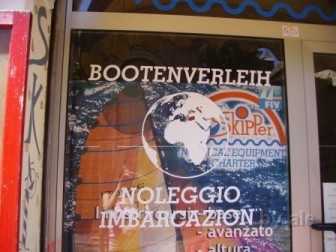 BOOTENVERLEIH
FIV
SKIPPer
EQUIPMENT
CHARTER
NOLEGGIO
IMBARCAZION
- avanzato
altura